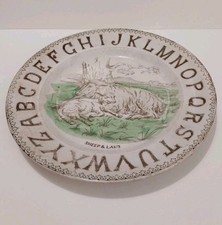 ABCDEFGHIJKLMNOPQRSTUVWXYZ
SHEEP & LAMB